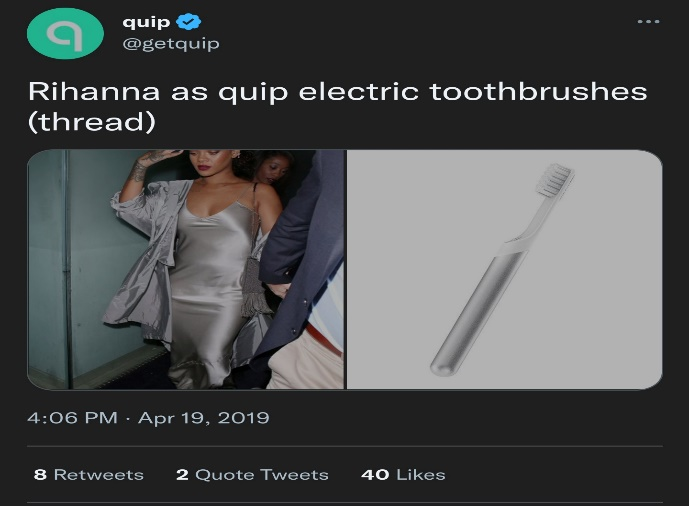 quip
@getquip
Rihanna as quip electric toothbrushes
(thread)
4:06 PM · Apr 19, 2019
8 Retweets 2 Quote Tweets 40 Likes